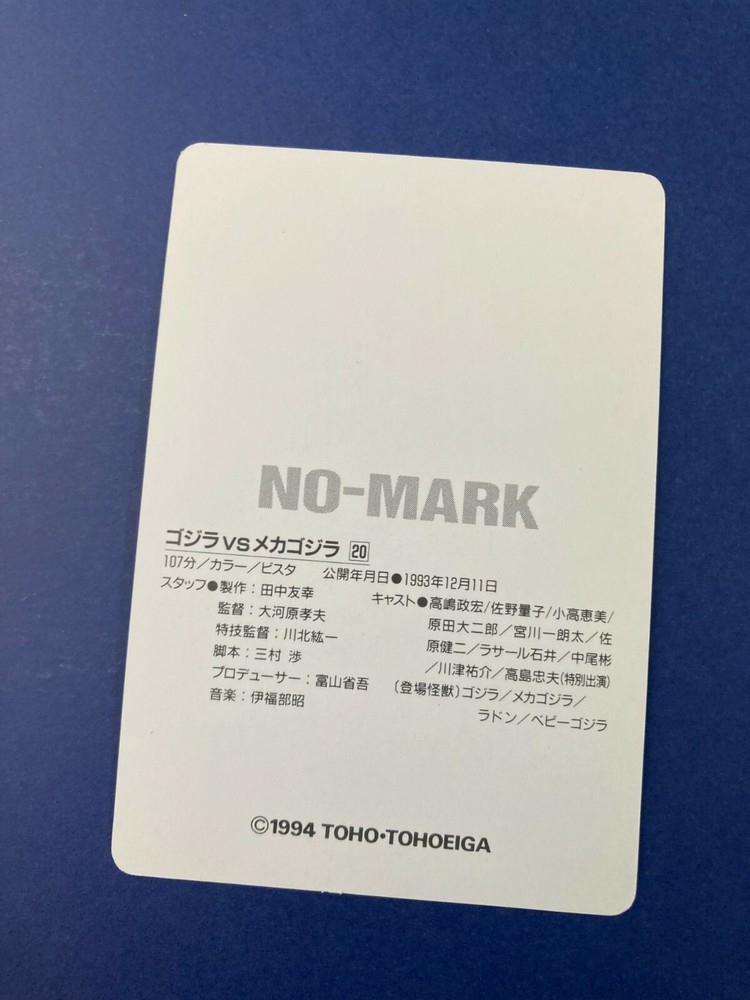 NO-MARK
ゴジラvsメカゴジラ 20
107分/カラー/ビスタ 公開年月日●1993年12月11日
スタッフ●製作:田中友幸
監督:大河原孝夫
特技監督:川北紘一
脚本:三村 渉
プロデューサー:富山省吾
音楽:伊福部昭
キャスト●高嶋政宏/佐野量子/小高恵美/
原田大二郎/宮川一朗太/佐
原健二/ラサール石井/中尾彬
/川津祐介/高島忠夫(特別出演)
(登場怪獣)ゴジラ/メカゴジラ/
ラドン/ベビーゴジラ
©1994 TOHO•TOHOEIGA